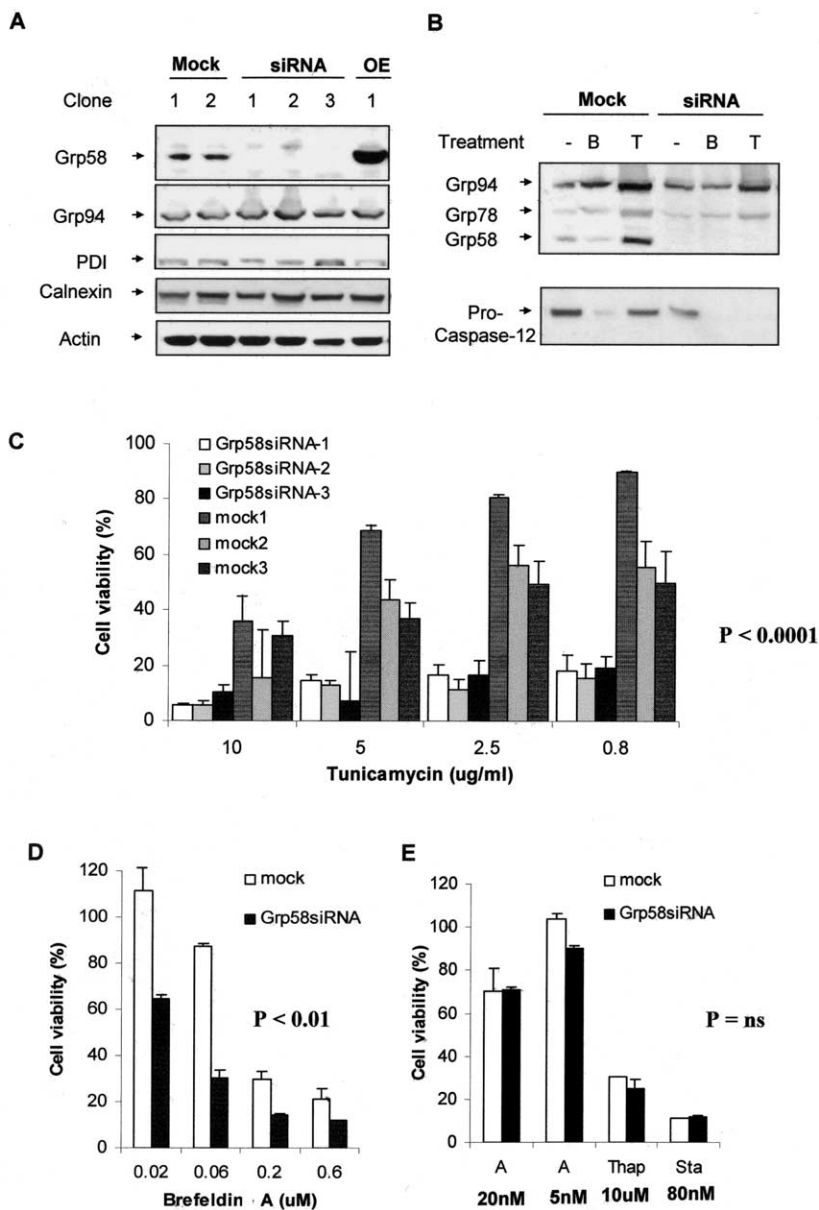 A
Mock siRNA OE
Clone 1 2 1 2 3 1
Grp58
Grp94
PDI
Calnexin
Actin
B
Mock siRNA
Treatment - B T - B T
Grp94
Grp78
Grp58
Pro-
Caspase-12
C
Cell viability (%)
100
80
60
40
20
0
Grp58siRNA-1
Grp58siRNA-2
Grp58siRNA-3
mock1
mock2
mock3
P < 0.0001
10 5 2.5 0.8
Tunicamycin (ug/ml)
D
Cell viability (%)
120
100
80
60
40
20
0
mock
Grp58siRNA
P < 0.01
0.02 0.06 0.2 0.6
Brefeldin A (uM)
E
Cell viability (%)
120
100
80
60
40
20
0
mock
Grp58siRNA
P = ns
A A Thap Sta
20nM 5nM 10uM 80nM